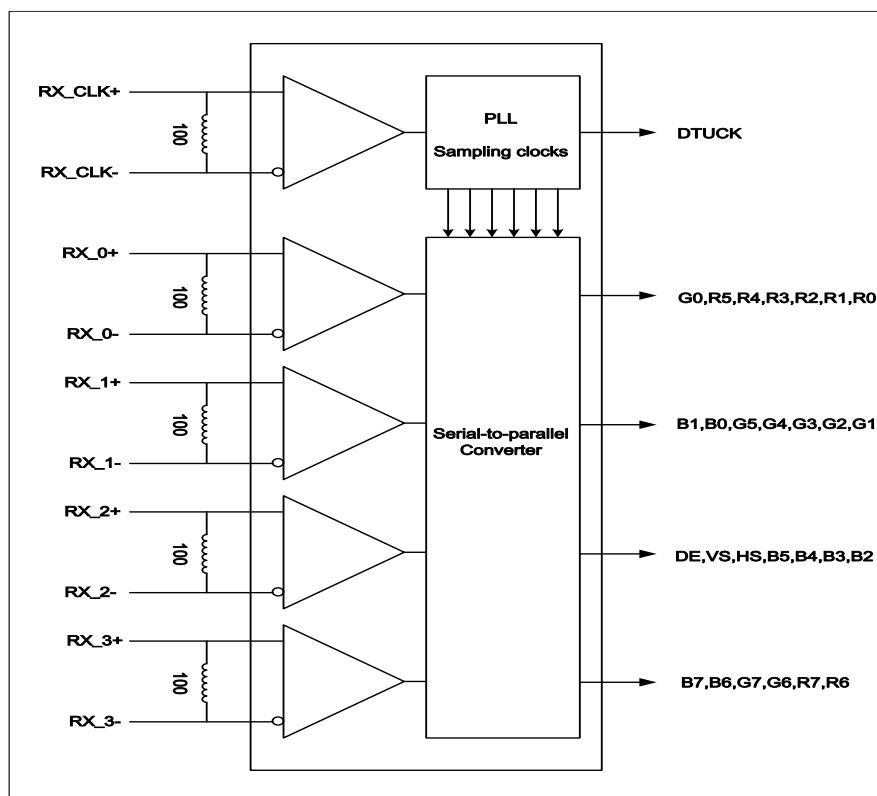 RX_CLK+
100
RX_CLK-
PLL
Sampling clocks
DTUCK
RX_0+
100
RX_0-
G0,R5,R4,R3,R2,R1,R0
RX_1+
100
RX_1-
Serial-to-parallel
Converter
B1,B0,G5,G4,G3,G2,G1
RX_2+
100
RX_2-
DE,VS,HS,B5,B4,B3,B2
RX_3+
100
RX_3-
B7,B6,G7,G6,R7,R6